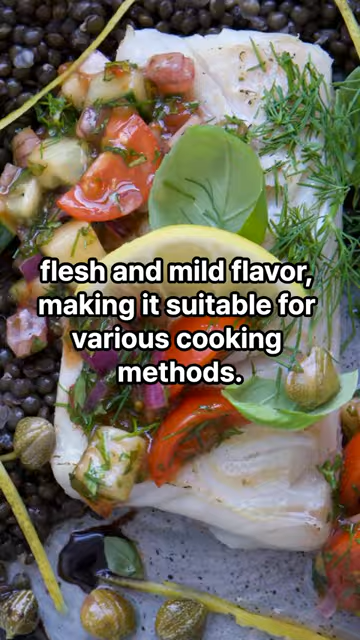 flesh and mild flavor,
making it suitable for
various cooking
methods.